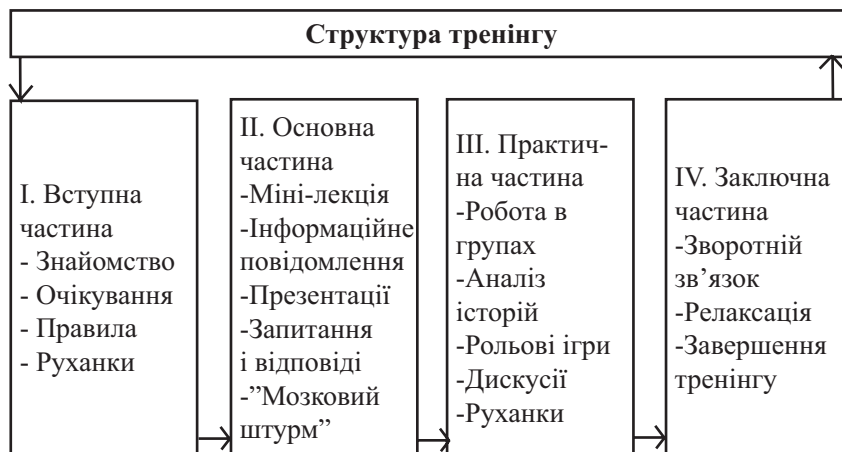 Структура тренінгу
І. Вступна
частина
- Знайомство
- Очікування
- Правила
- Руханки
ІІ. Основна
частина
-Міні-лекція
-Інформаційне
повідомлення
-Презентації
-Запитання
і відповіді
-”Мозковий
штурм”
ІІІ. Практич-
на частина
-Робота в
групах
-Аналіз
історій
-Рольові ігри
-Дискусії
-Руханки
IV. Заключна
частина
-Зворотній
зв’язок
-Релаксація
-Завершення
тренінгу